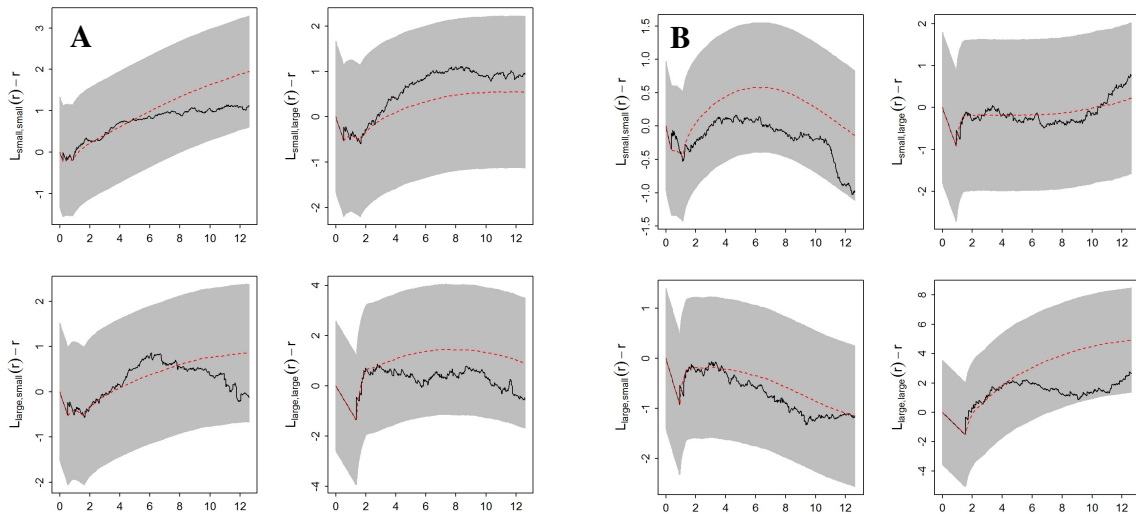 A
3
2
1
0
-1
L small,small (r) − r
0 2 4 6 8 10 12
2
1
0
-1
-2
L small,large (r) − r
0 2 4 6 8 10 12
B
1.5
1.0
0.5
0.0
-0.5
-1.0
-1.5
L small,small (r) − r
0 2 4 6 8 10 12
2
0
-2
L small,large (r) − r
0 2 4 6 8 10 12
2
1
0
-1
-2
L large,small (r) − r
0 2 4 6 8 10 12
4
2
0
-2
-4
L large,large (r) − r
0 2 4 6 8 10 12
1
0
-1
-2
L large,small (r) − r
0 2 4 6 8 10 12
8
6
4
2
0
-2
-4
L large,large (r) − r
0 2 4 6 8 10 12